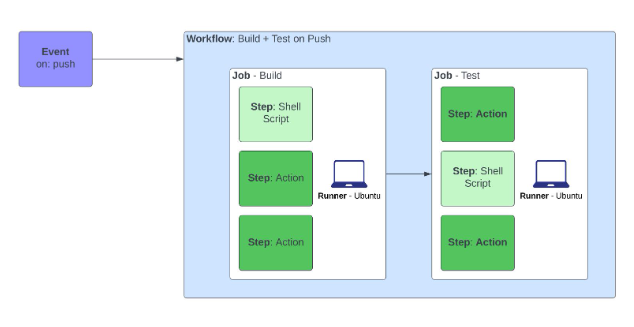 Event
on: push
Workflow: Build + Test on Push
Job - Build
Step: Shell
Script
Step: Action
Step: Action
Runner - Ubuntu
Job - Test
Step: Action
Step: Shell
Script
Step: Action
Runner - Ubuntu